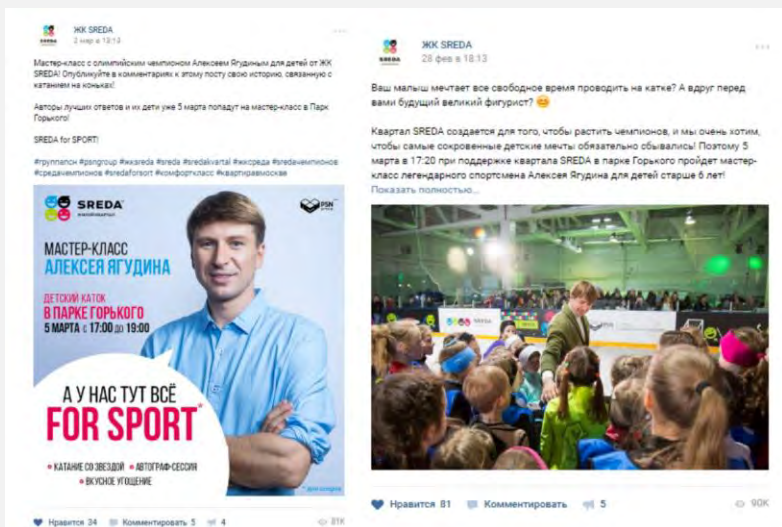 ЖК SREDA
2 мар в 18:13
Мастер-класс с олимпийским чемпионом Алексеем Ягудиным для детей от ЖК
SREDA! Опубликуйте в комментариях к этому посту свою историю, связанную с
катанием на коньках!
Авторы лучших ответов и их дети уже 5 марта попадут на мастер-класс в Парк
Горького!
SREDA for SPORT!
#группапсн #psngroup #жкsreda #sreda #sredakvartal #жксреда #sredaчемпионов
#средачемпионов #sredaforsort #комфорткласс #квартиравмоскве
SREDA
PSN
МАСТЕР-КЛАСС
АЛЕКСЕЯ ЯГУДИНА
ДЕТСКИЙ КАТОК
В ПАРКЕ ГОРЬКОГО
5 МАРТА с 17:00 до 19:00
А У НАС ТУТ ВСЁ
FOR SPORT*
• КАТАНИЕ СО ЗВЕЗДОЙ • АВТОГРАФ-СЕССИЯ
• ВКУСНОЕ УГОЩЕНИЕ
Нравится 34 Комментировать 5 4 81K
ЖК SREDA
28 фев в 18:13
Ваш малыш мечтает все свободное время проводить на катке? А вдруг перед
вами будущий великий фигурист? 😊
Квартал SREDA создается для того, чтобы растить чемпионов, и мы очень хотим,
чтобы самые сокровенные детские мечты обязательно сбывались! Поэтому 5
марта в 17:20 при поддержке квартала SREDA в парке Горького пройдет мастер-
класс легендарного спортсмена Алексея Ягудина для детей старше 6 лет!
Показать полностью...
SREDA
Нравится 81 Комментировать 5 90K